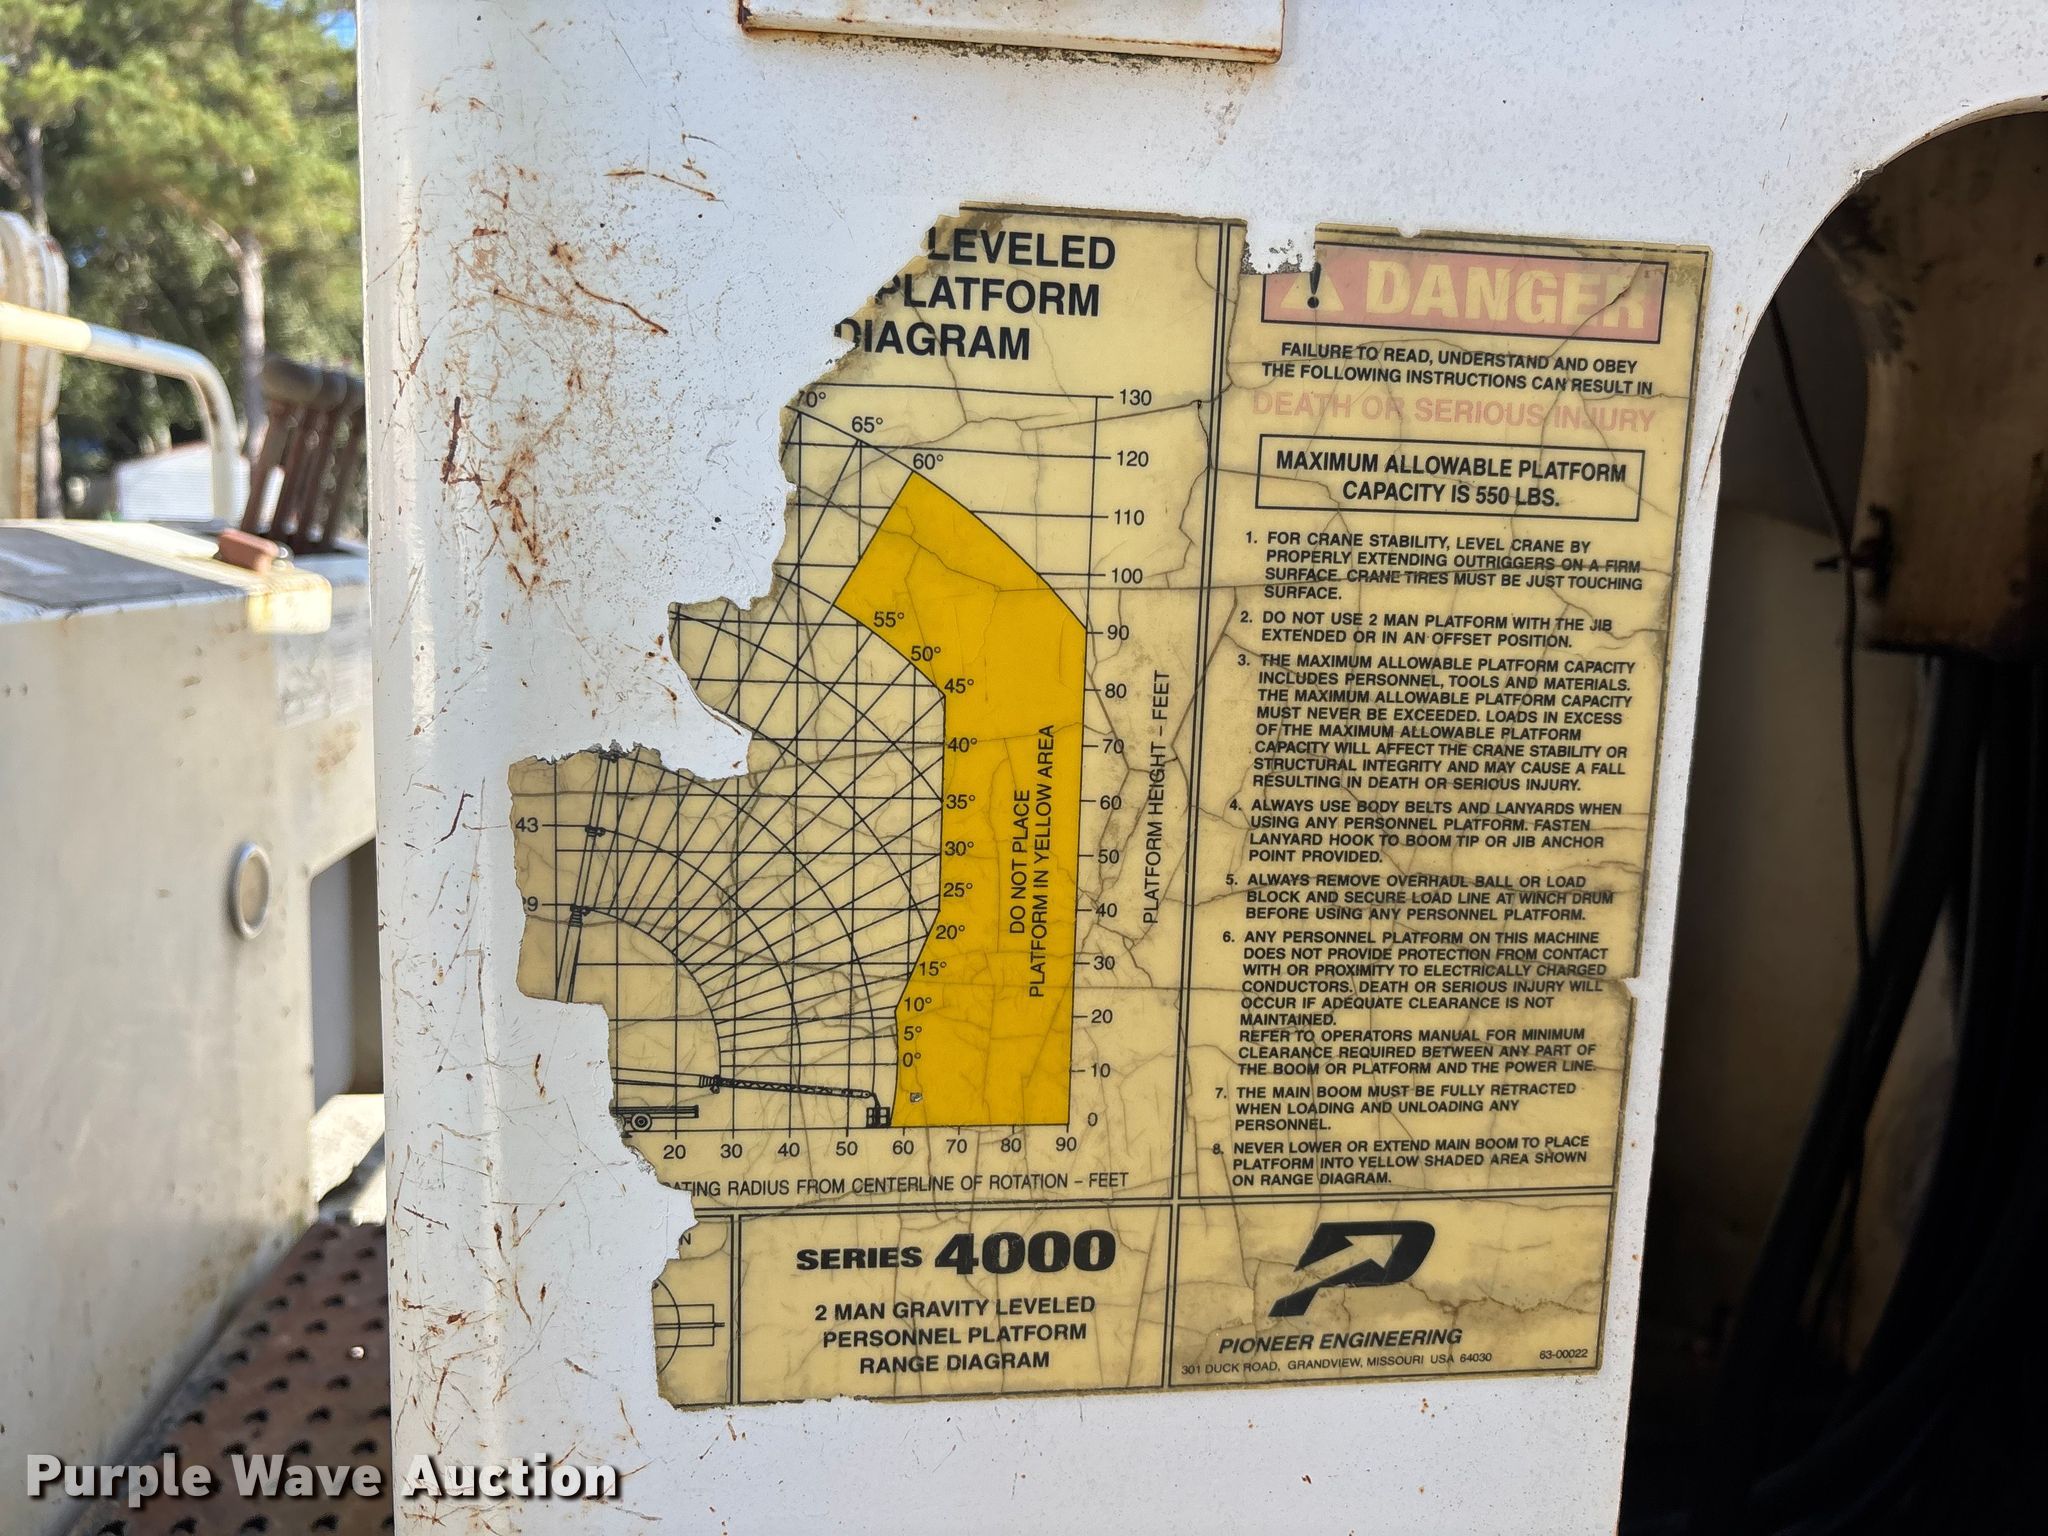 LEVELED
PLATFORM
DIAGRAM
70°
65°
60°
55°
50°
45°
40°
35°
30°
25°
20°
15°
10°
5°
0°
130
120
110
100
90
80
70
60
50
40
30
20
10
0
43
29
DO NOT PLACE
PLATFORM IN YELLOW AREA
PLATFORM HEIGHT – FEET
20 30 40 50 60 70 80 90
ATING RADIUS FROM CENTERLINE OF ROTATION – FEET
SERIES 4000
2 MAN GRAVITY LEVELED
PERSONNEL PLATFORM
RANGE DIAGRAM
! DANGER
FAILURE TO READ, UNDERSTAND AND OBEY
THE FOLLOWING INSTRUCTIONS CAN RESULT IN
DEATH OR SERIOUS INJURY
MAXIMUM ALLOWABLE PLATFORM
CAPACITY IS 550 LBS.
1. FOR CRANE STABILITY, LEVEL CRANE BY
PROPERLY EXTENDING OUTRIGGERS ON A FIRM
SURFACE. CRANE TIRES MUST BE JUST TOUCHING
SURFACE.
2. DO NOT USE 2 MAN PLATFORM WITH THE JIB
EXTENDED OR IN AN OFFSET POSITION.
3. THE MAXIMUM ALLOWABLE PLATFORM CAPACITY
INCLUDES PERSONNEL, TOOLS AND MATERIALS.
THE MAXIMUM ALLOWABLE PLATFORM CAPACITY
MUST NEVER BE EXCEEDED. LOADS IN EXCESS
OF THE MAXIMUM ALLOWABLE PLATFORM
CAPACITY WILL AFFECT THE CRANE STABILITY OR
STRUCTURAL INTEGRITY AND MAY CAUSE A FALL
RESULTING IN DEATH OR SERIOUS INJURY.
4. ALWAYS USE BODY BELTS AND LANYARDS WHEN
USING ANY PERSONNEL PLATFORM. FASTEN
LANYARD HOOK TO BOOM TIP OR JIB ANCHOR
POINT PROVIDED.
5. ALWAYS REMOVE OVERHAUL BALL OR LOAD
BLOCK AND SECURE LOAD LINE AT WINCH DRUM
BEFORE USING ANY PERSONNEL PLATFORM.
6. ANY PERSONNEL PLATFORM ON THIS MACHINE
DOES NOT PROVIDE PROTECTION FROM CONTACT
WITH OR PROXIMITY TO ELECTRICALLY CHARGED
CONDUCTORS. DEATH OR SERIOUS INJURY WILL
OCCUR IF ADEQUATE CLEARANCE IS NOT
MAINTAINED.
REFER TO OPERATORS MANUAL FOR MINIMUM
CLEARANCE REQUIRED BETWEEN ANY PART OF
THE BOOM OR PLATFORM AND THE POWER LINE.
7. THE MAIN BOOM MUST BE FULLY RETRACTED
WHEN LOADING AND UNLOADING ANY
PERSONNEL.
8. NEVER LOWER OR EXTEND MAIN BOOM TO PLACE
PLATFORM INTO YELLOW SHADED AREA SHOWN
ON RANGE DIAGRAM.
PIONEER ENGINEERING
301 DUCK ROAD, GRANDVIEW, MISSOURI USA 64030 63-00022
Purple Wave Auction